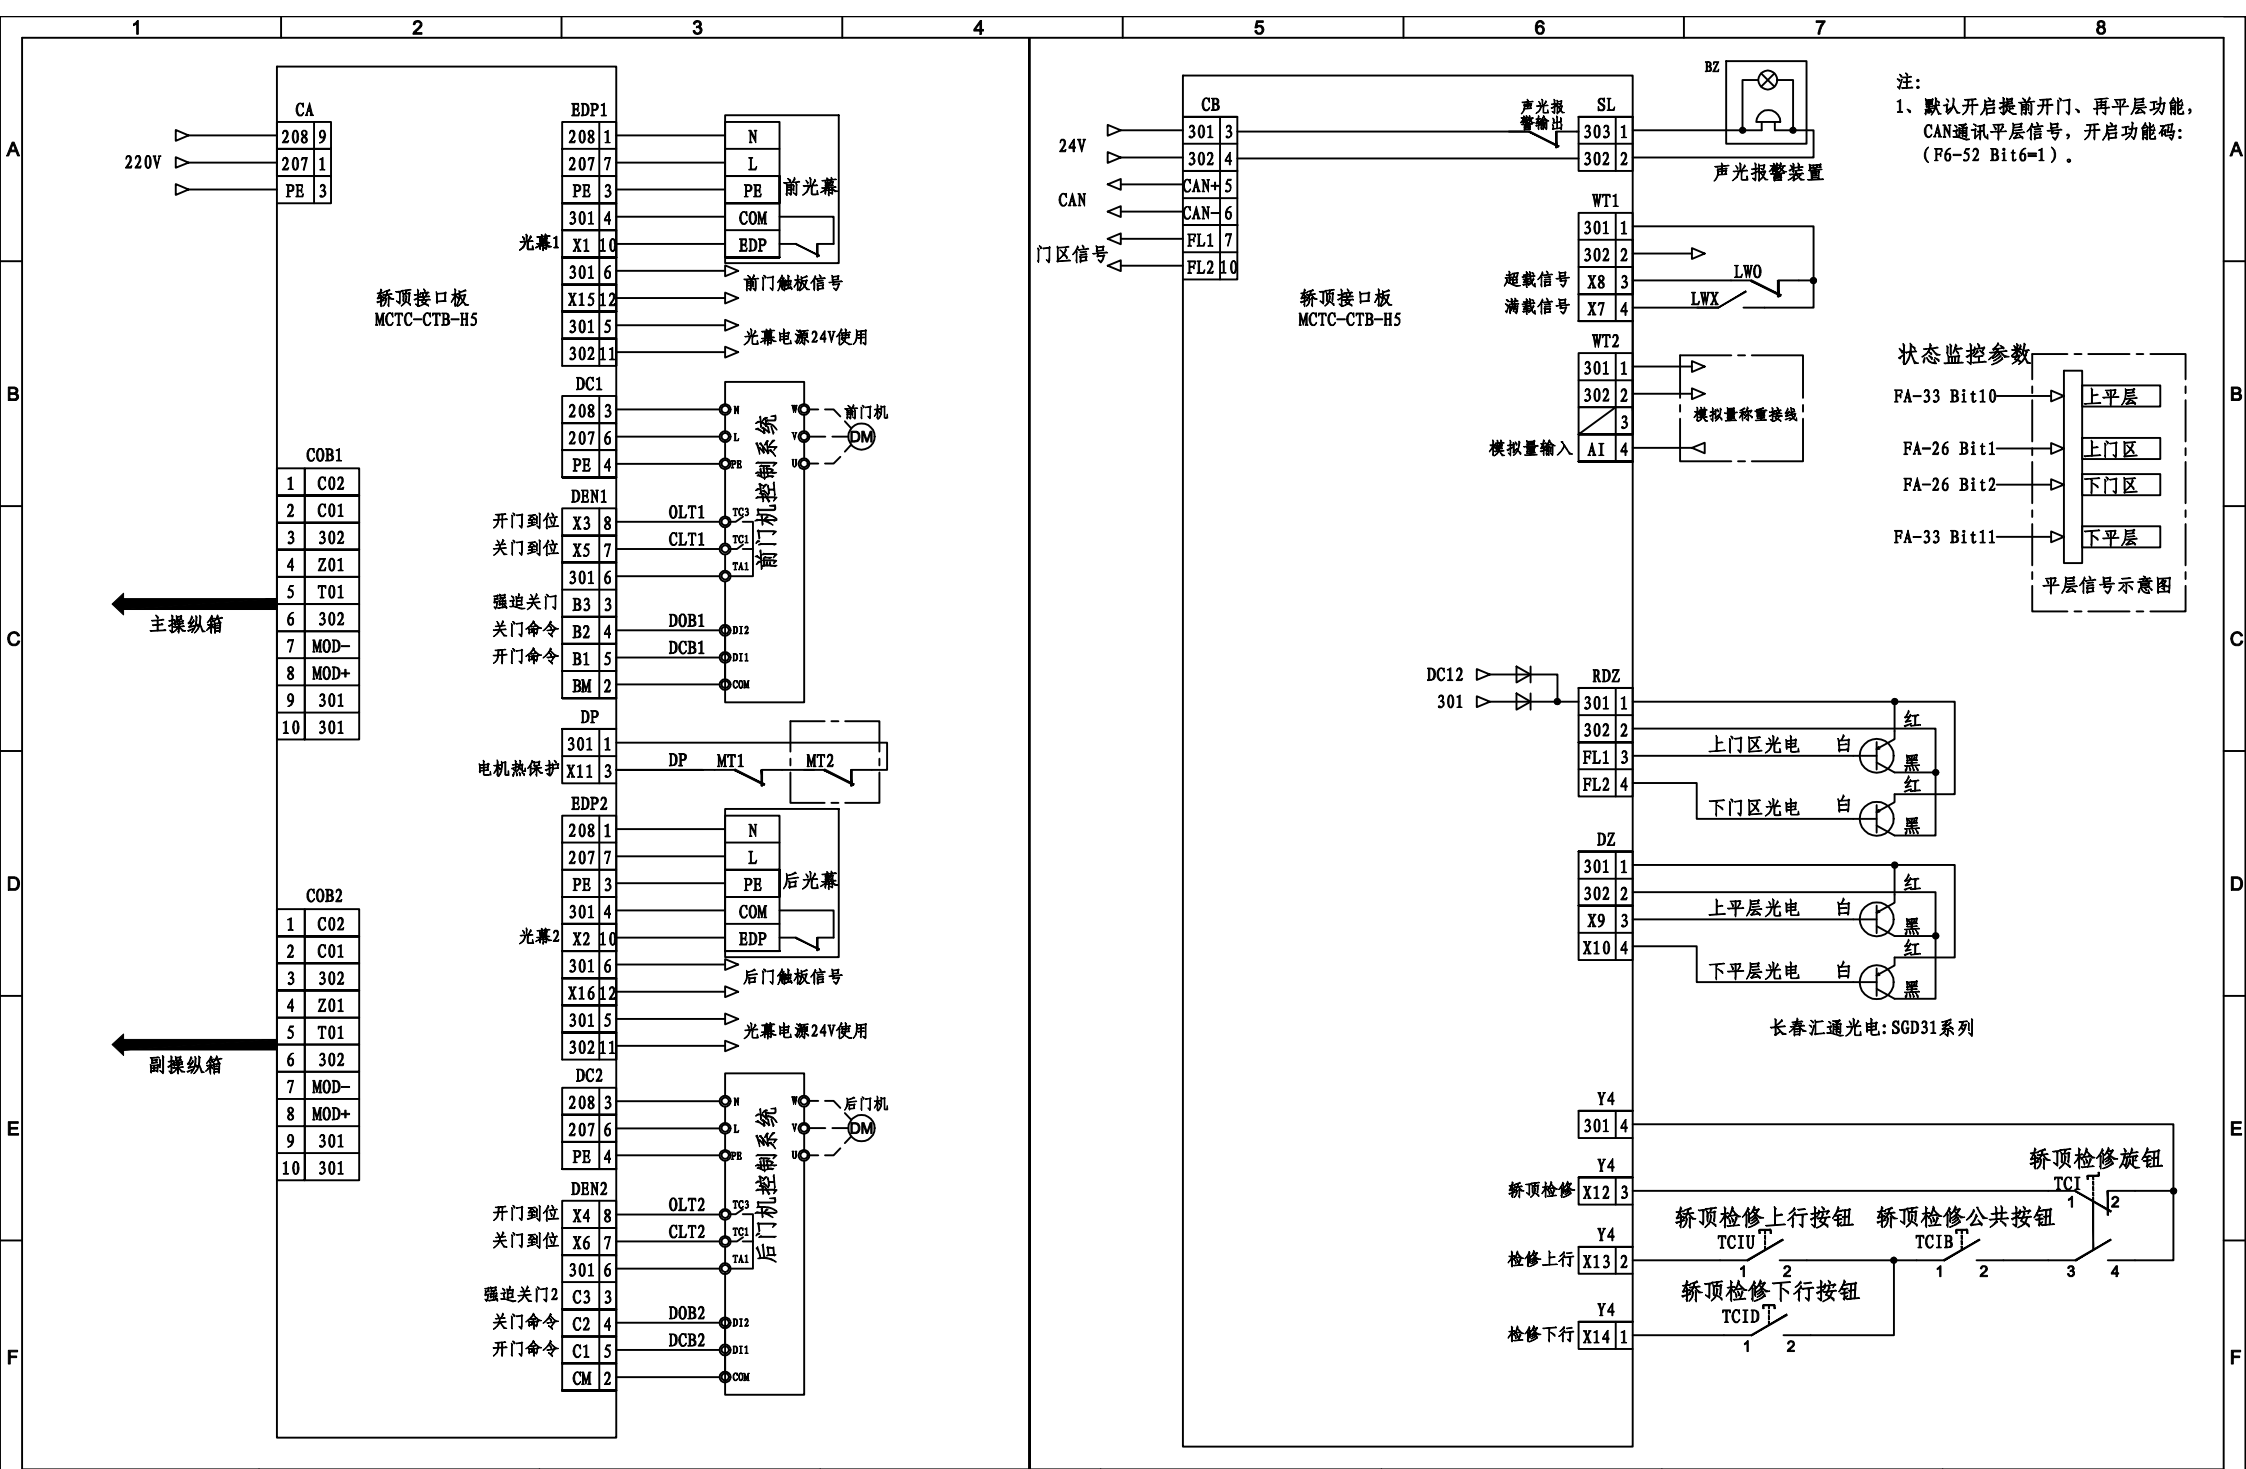 1 2 3 4 5 6 7 8
A
B
C
D
E
F
CA
208 9
207 1
PE 3
220V
轿顶接口板
MCTC-CTB-H5
COB1
1 C02
2 C01
3 302
4 Z01
5 T01
6 302
7 MOD-
8 MOD+
9 301
10 301
主操纵箱
COB2
1 C02
2 C01
3 302
4 Z01
5 T01
6 302
7 MOD-
8 MOD+
9 301
10 301
副操纵箱
EDP1
208 1 N
207 7 L
PE 3 PE
301 4 COM
光幕1 X1 10 EDP
前光幕
301 6
X15 12
前门触板信号
301 5
302 11
光幕电源24V使用
DC1
208 3 N W
207 6 L V
PE 4 PE U
前门机
DM
前门机控制系统
DEN1
开门到位 X3 8 OLT1 TC3
关门到位 X5 7 CLT1 TC1
301 6 TA1
强迫关门 B3 3
关门命令 B2 4 DOB1 DI2
开门命令 B1 5 DCB1 DI1
BM 2 COM
DP
301 1
电机热保护 X11 3 DP MT1 MT2
EDP2
208 1 N
207 7 L
PE 3 PE
301 4 COM
光幕2 X2 10 EDP
后光幕
301 6
X16 12
后门触板信号
301 5
302 11
光幕电源24V使用
DC2
208 3 N W
207 6 L V
PE 4 PE U
后门机
DM
后门机控制系统
DEN2
开门到位 X4 8 OLT2 TC3
关门到位 X6 7 CLT2 TC1
301 6 TA1
强迫关门2 C3 3
关门命令 C2 4 DOB2 DI2
开门命令 C1 5 DCB2 DI1
CM 2 COM
CB
301 3
302 4
CAN+ 5
CAN- 6
FL1 7
FL2 10
24V
CAN
门区信号
轿顶接口板
MCTC-CTB-H5
声光报
警输出
SL
303 1
302 2
BZ
声光报警装置
注:
1、默认开启提前开门、再平层功能,
CAN通讯平层信号, 开启功能码:
(F6-52 Bit6=1)。
WT1
301 1
302 2
超载信号 X8 3 LWO
满载信号 X7 4 LWX
WT2
301 1
302 2
3
模拟量输入 AI 4
模拟量称重接线
状态监控参数
FA-33 Bit10 上平层
FA-26 Bit1 上门区
FA-26 Bit2 下门区
FA-33 Bit11 下平层
平层信号示意图
DC12
301
RDZ
301 1
302 2
FL1 3 上门区光电 白 红 黑
FL2 4 下门区光电 白 红 黑
DZ
301 1
302 2
X9 3 上平层光电 白 红 黑
X10 4 下平层光电 白 红 黑
长春汇通光电: SGD31系列
Y4
301 4
轿顶检修旋钮
Y4
轿顶检修 X12 3 TCI 1 2
轿顶检修上行按钮 轿顶检修公共按钮
Y4
检修上行 X13 2 TCIU 1 2 TCIB 1 2 3 4
轿顶检修下行按钮
Y4
检修下行 X14 1 TCID 1 2
A
B
C
D
E
F